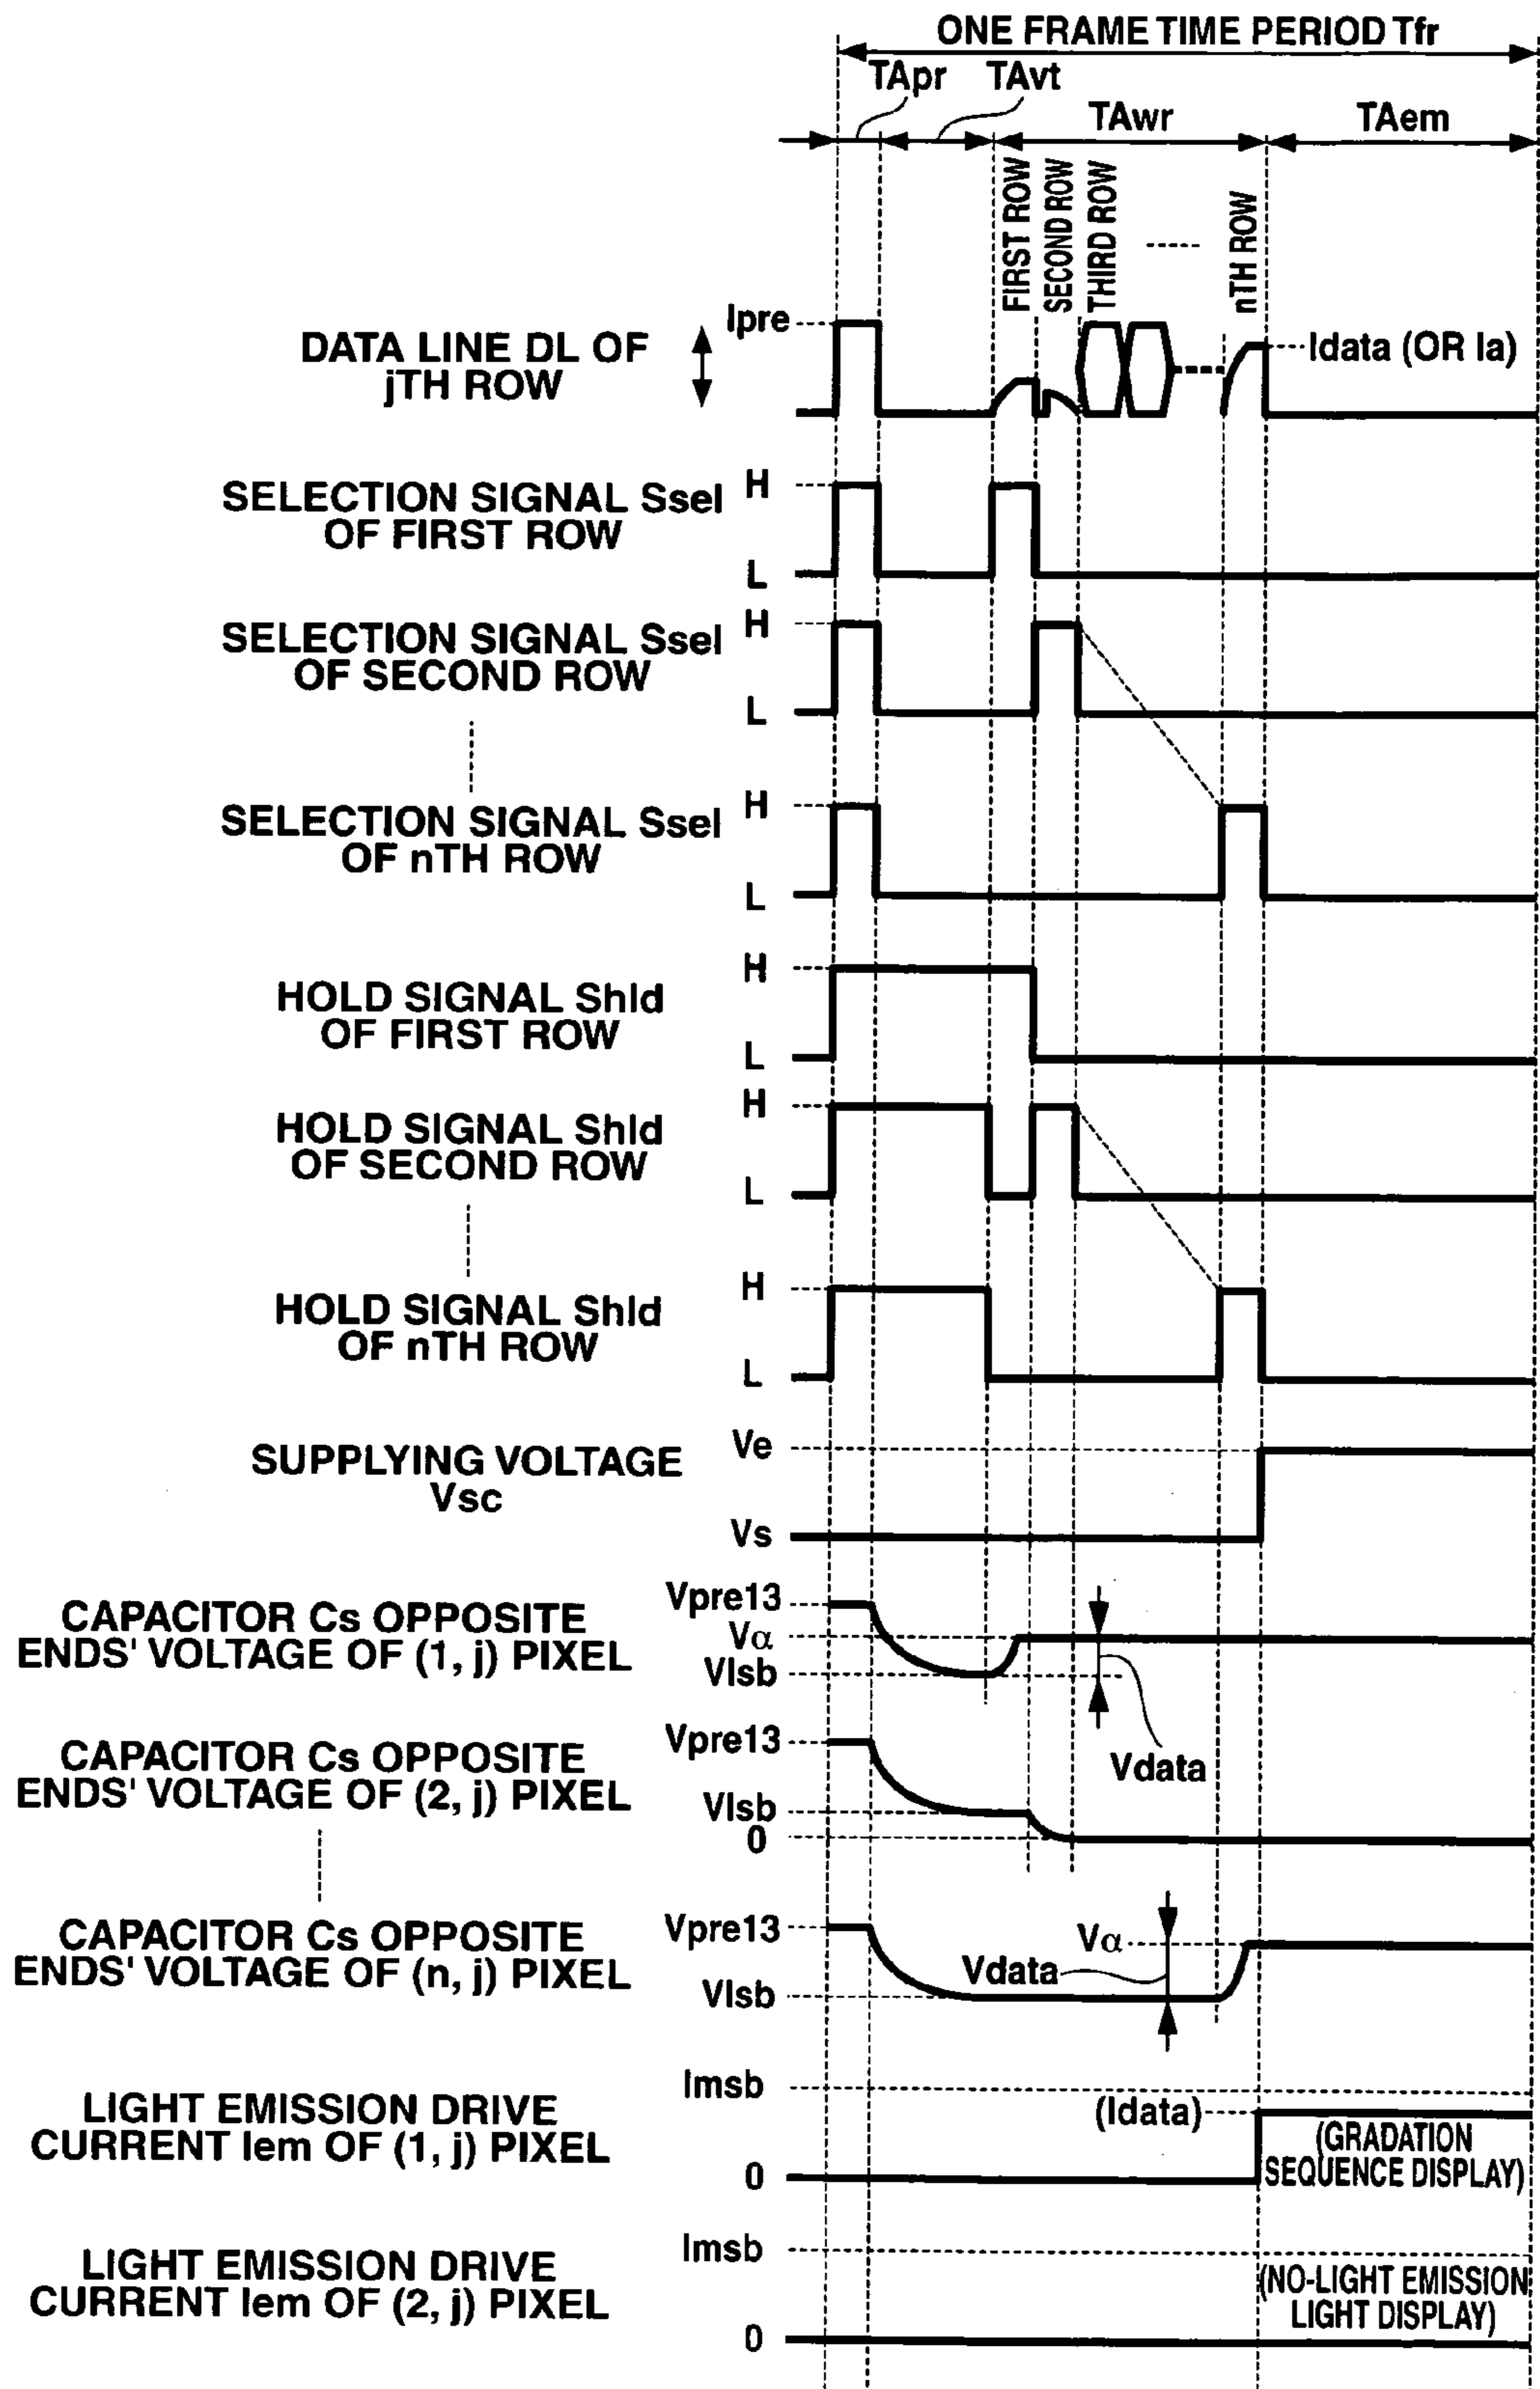 ONE FRAME TIME PERIOD Tfr
TApr
TAvt
TAwr
TAem
FIRST ROW
SECOND ROW
THIRD ROW
nTH ROW
DATA LINE DL OF
jTH ROW
Ipre
Idata (OR Ia)
SELECTION SIGNAL Ssel
OF FIRST ROW
H
L
SELECTION SIGNAL Ssel
OF SECOND ROW
H
L
SELECTION SIGNAL Ssel
OF nTH ROW
H
L
HOLD SIGNAL Shld
OF FIRST ROW
H
L
HOLD SIGNAL Shld
OF SECOND ROW
H
L
HOLD SIGNAL Shld
OF nTH ROW
H
L
SUPPLYING VOLTAGE
Vsc
Ve
Vs
CAPACITOR Cs OPPOSITE
ENDS' VOLTAGE OF (1, j) PIXEL
Vpre13
Vα
Vlsb
Vdata
CAPACITOR Cs OPPOSITE
ENDS' VOLTAGE OF (2, j) PIXEL
Vpre13
Vlsb
0
CAPACITOR Cs OPPOSITE
ENDS' VOLTAGE OF (n, j) PIXEL
Vpre13
Vα
Vdata
Vlsb
LIGHT EMISSION DRIVE
CURRENT Iem OF (1, j) PIXEL
Imsb
(Idata)
0
(GRADATION
SEQUENCE DISPLAY)
LIGHT EMISSION DRIVE
CURRENT Iem OF (2, j) PIXEL
Imsb
0
(NO-LIGHT EMISSION
LIGHT DISPLAY)